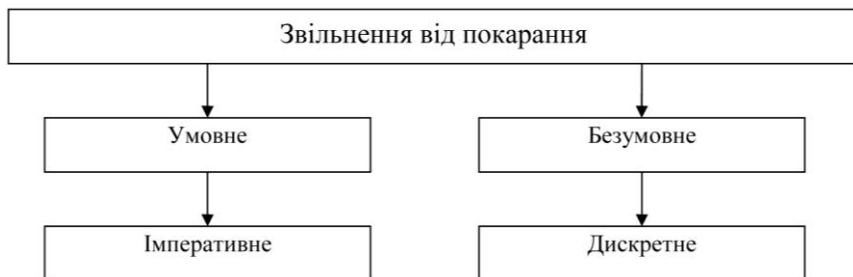 Звільнення від покарання
Умовне
Безумовне
Імперативне
Дискретне